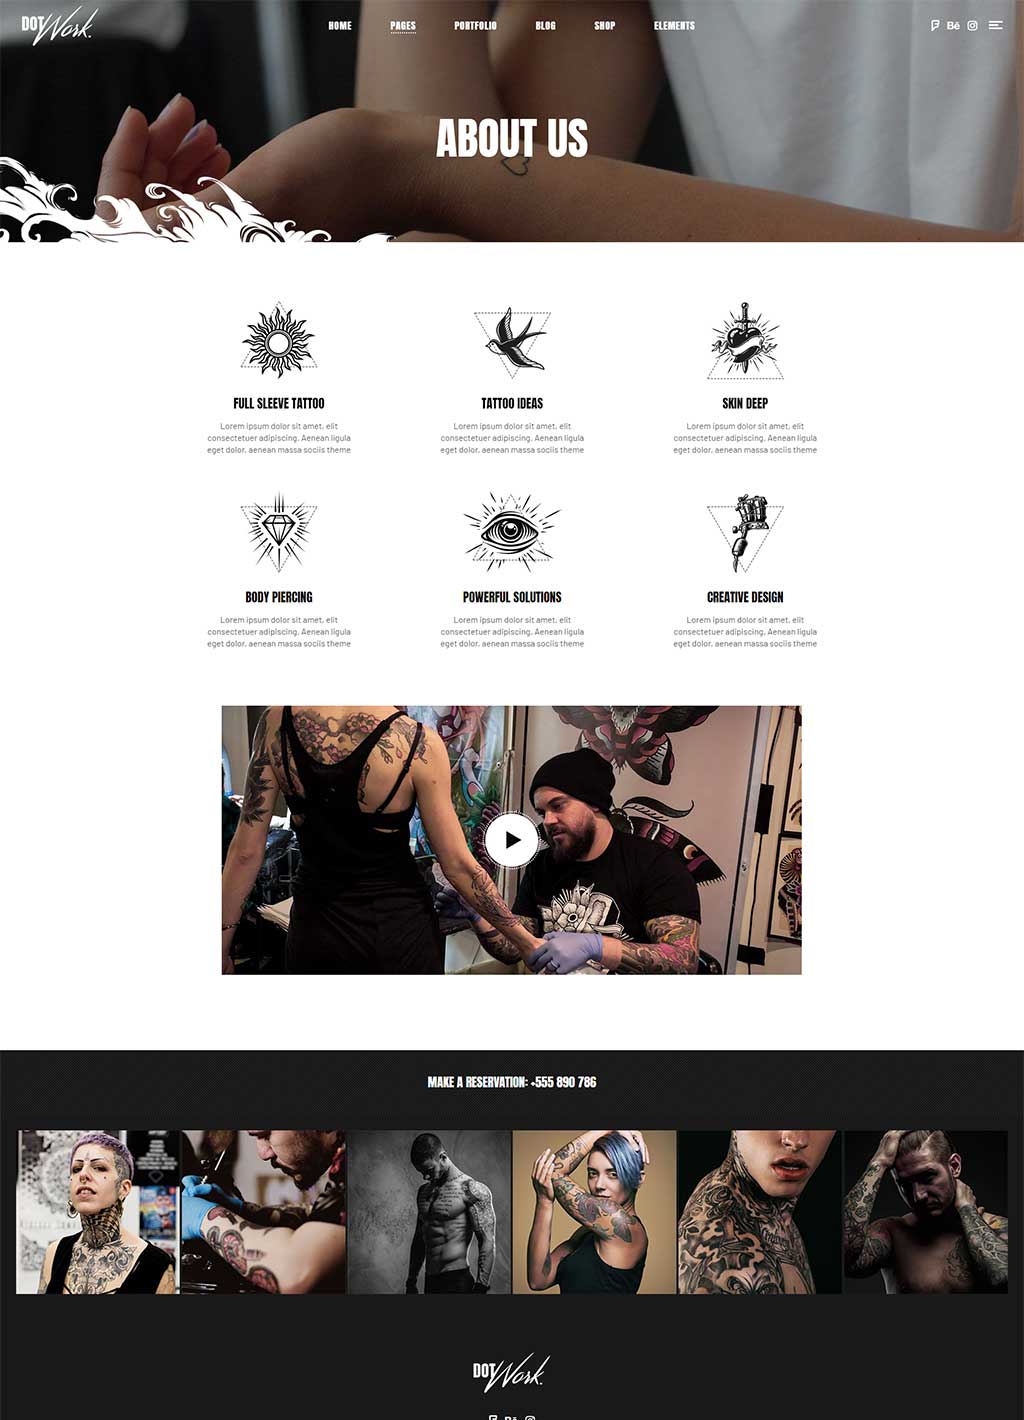 DOT Work.
HOME PAGES PORTFOLIO BLOG SHOP ELEMENTS Bē
ABOUT US
FULL SLEEVE TATTOO
Lorem ipsum dolor sit amet, elit
consectetuer adipiscing. Aenean ligula
eget dolor, aenean massa sociis theme
TATTOO IDEAS
Lorem ipsum dolor sit amet, elit
consectetuer adipiscing. Aenean ligula
eget dolor, aenean massa sociis theme
SKIN DEEP
Lorem ipsum dolor sit amet, elit
consectetuer adipiscing. Aenean ligula
eget dolor, aenean massa sociis theme
BODY PIERCING
Lorem ipsum dolor sit amet, elit
consectetuer adipiscing. Aenean ligula
eget dolor, aenean massa sociis theme
POWERFUL SOLUTIONS
Lorem ipsum dolor sit amet, elit
consectetuer adipiscing. Aenean ligula
eget dolor, aenean massa sociis theme
CREATIVE DESIGN
Lorem ipsum dolor sit amet, elit
consectetuer adipiscing. Aenean ligula
eget dolor, aenean massa sociis theme
MAKE A RESERVATION: +555 890 786
DOT Work.